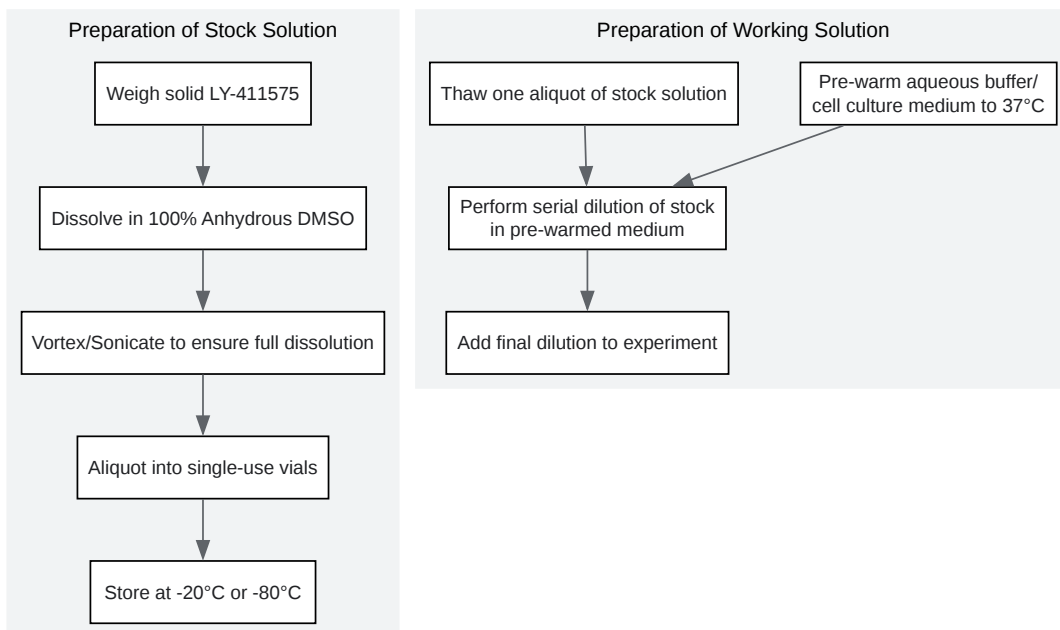 Preparation of Stock Solution
Weigh solid LY-411575
Dissolve in 100% Anhydrous DMSO
Vortex/Sonicate to ensure full dissolution
Aliquot into single-use vials
Store at -20°C or -80°C
Preparation of Working Solution
Thaw one aliquot of stock solution
Pre-warm aqueous buffer/
cell culture medium to 37°C
Perform serial dilution of stock
in pre-warmed medium
Add final dilution to experiment